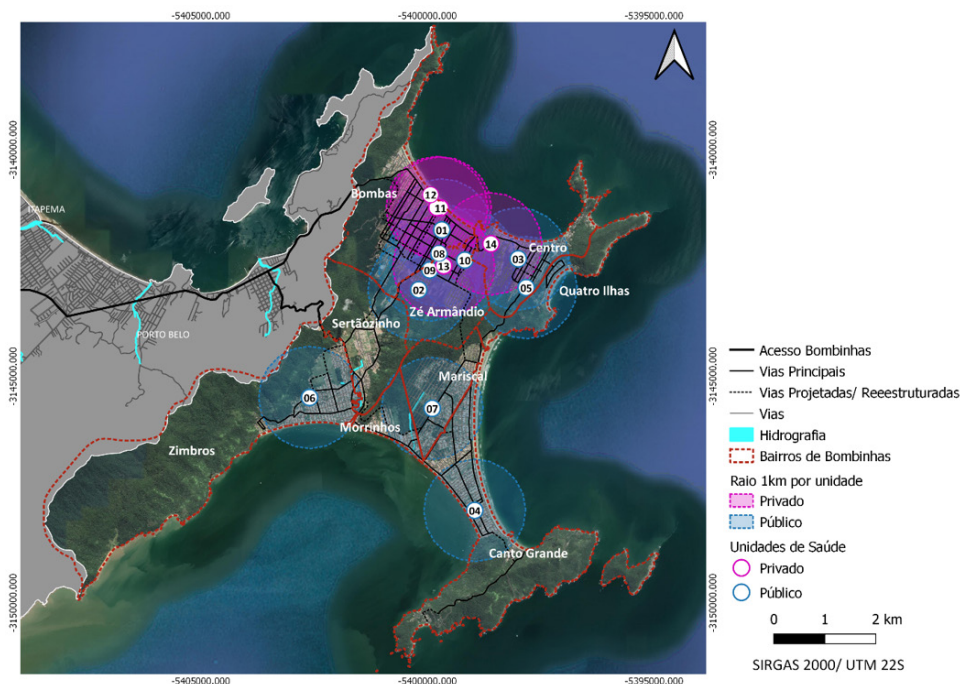 -5405000.000
-5400000.000
-5395000.000
-3140000.000
-3140000.000
ITAPEMA
Bombas
12
11
01
14
Centro
08
03
10
09
13
02
05
Quatro Ilhas
Zé Armândio
Sertãozinho
PORTO BELO
-3145000.000
-3145000.000
Mariscal
06
07
Morrinhos
Zimbros
04
Canto Grande
-3150000.000
-3150000.000
-5405000.000
-5400000.000
-5395000.000
Acesso Bombinhas
Vias Principais
Vias Projetadas/ Reeestruturadas
Vias
Hidrografia
Bairros de Bombinhas
Raio 1km por unidade
Privado
Público
Unidades de Saúde
Privado
Público
0 1 2 km
SIRGAS 2000/ UTM 22S